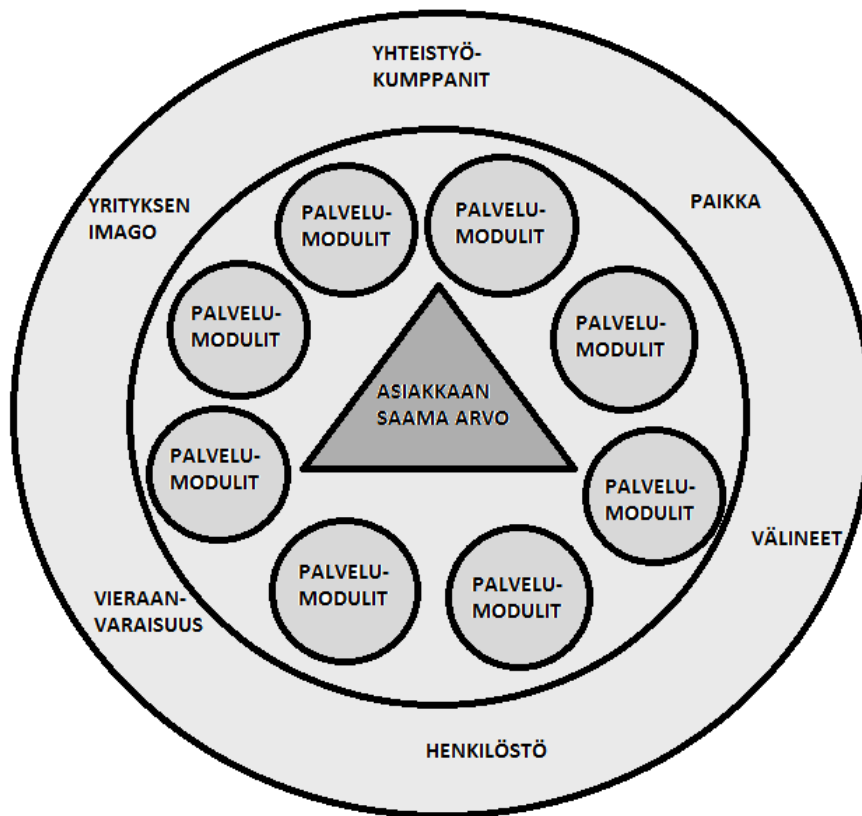 YHTEISTYÖ-
KUMPPANIT
PAIKKA
YRITYKSEN
IMAGO
PALVELU-
MODULIT
PALVELU-
MODULIT
PALVELU-
MODULIT
PALVELU-
MODULIT
ASIAKKAAN
SAAMA ARVO
PALVELU-
MODULIT
PALVELU-
MODULIT
VÄLINEET
PALVELU-
MODULIT
PALVELU-
MODULIT
VIERAAN-
VARAISUUS
HENKILÖSTÖ